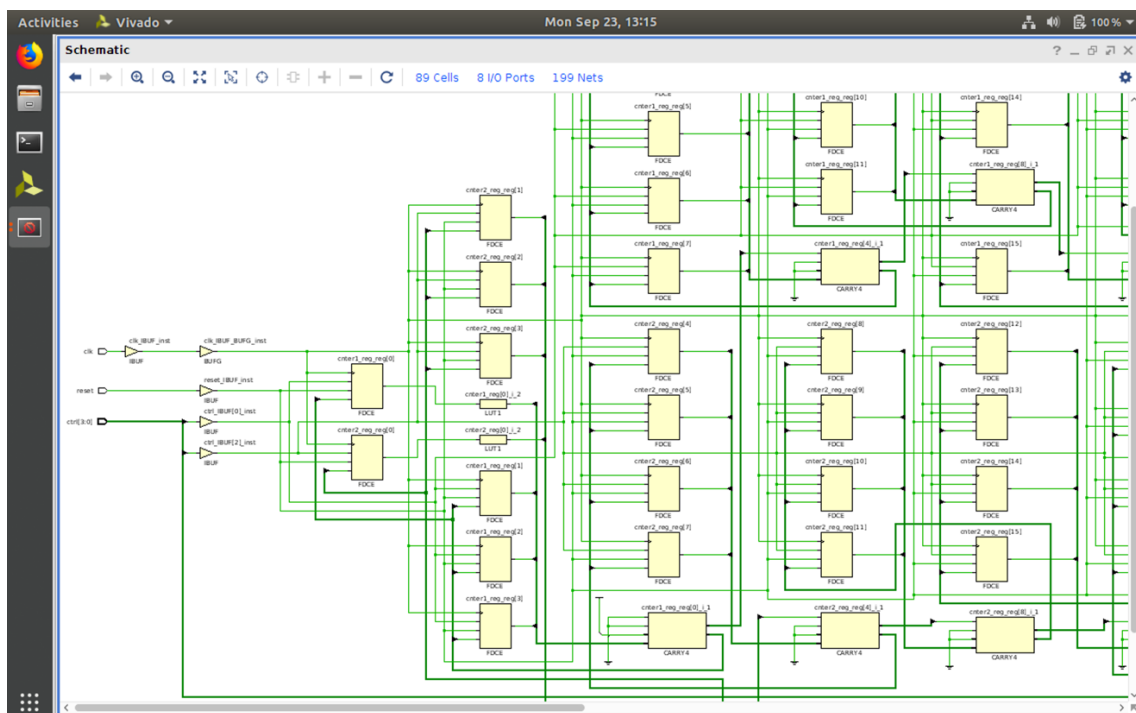 Activities Vivado Mon Sep 23, 13:15 100 %
Schematic
89 Cells 8 I/O Ports 199 Nets
cnter1_reg_reg[5]
FDCE
cnter1_reg_reg[6]
FDCE
cnter1_reg_reg[7]
FDCE
cnter1_reg_reg[10]
FDCE
cnter1_reg_reg[11]
FDCE
cnter1_reg_reg[4]_i_1
CARRY4
cnter1_reg_reg[14]
FDCE
cnter1_reg_reg[8]_i_1
CARRY4
cnter1_reg_reg[15]
FDCE
cnter2_reg_reg[1]
FDCE
cnter2_reg_reg[2]
FDCE
cnter2_reg_reg[3]
FDCE
clk
clk_IBUF_inst
IBUF
clk_IBUF_BUFG_inst
BUFG
reset
reset_IBUF_inst
IBUF
ctrl[3:0]
ctrl_IBUF[0]_inst
IBUF
ctrl_IBUF[2]_inst
IBUF
cnter1_reg_reg[0]
FDCE
cnter2_reg_reg[0]
FDCE
cnter1_reg[0]_i_2
LUT1
cnter2_reg[0]_i_2
LUT1
cnter1_reg_reg[1]
FDCE
cnter1_reg_reg[2]
FDCE
cnter1_reg_reg[3]
FDCE
cnter2_reg_reg[4]
FDCE
cnter2_reg_reg[5]
FDCE
cnter2_reg_reg[6]
FDCE
cnter2_reg_reg[7]
FDCE
cnter1_reg_reg[0]_i_1
CARRY4
cnter2_reg_reg[8]
FDCE
cnter2_reg_reg[9]
FDCE
cnter2_reg_reg[10]
FDCE
cnter2_reg_reg[11]
FDCE
cnter2_reg_reg[4]_i_1
CARRY4
cnter2_reg_reg[12]
FDCE
cnter2_reg_reg[13]
FDCE
cnter2_reg_reg[14]
FDCE
cnter2_reg_reg[15]
FDCE
cnter2_reg_reg[8]_i_1
CARRY4